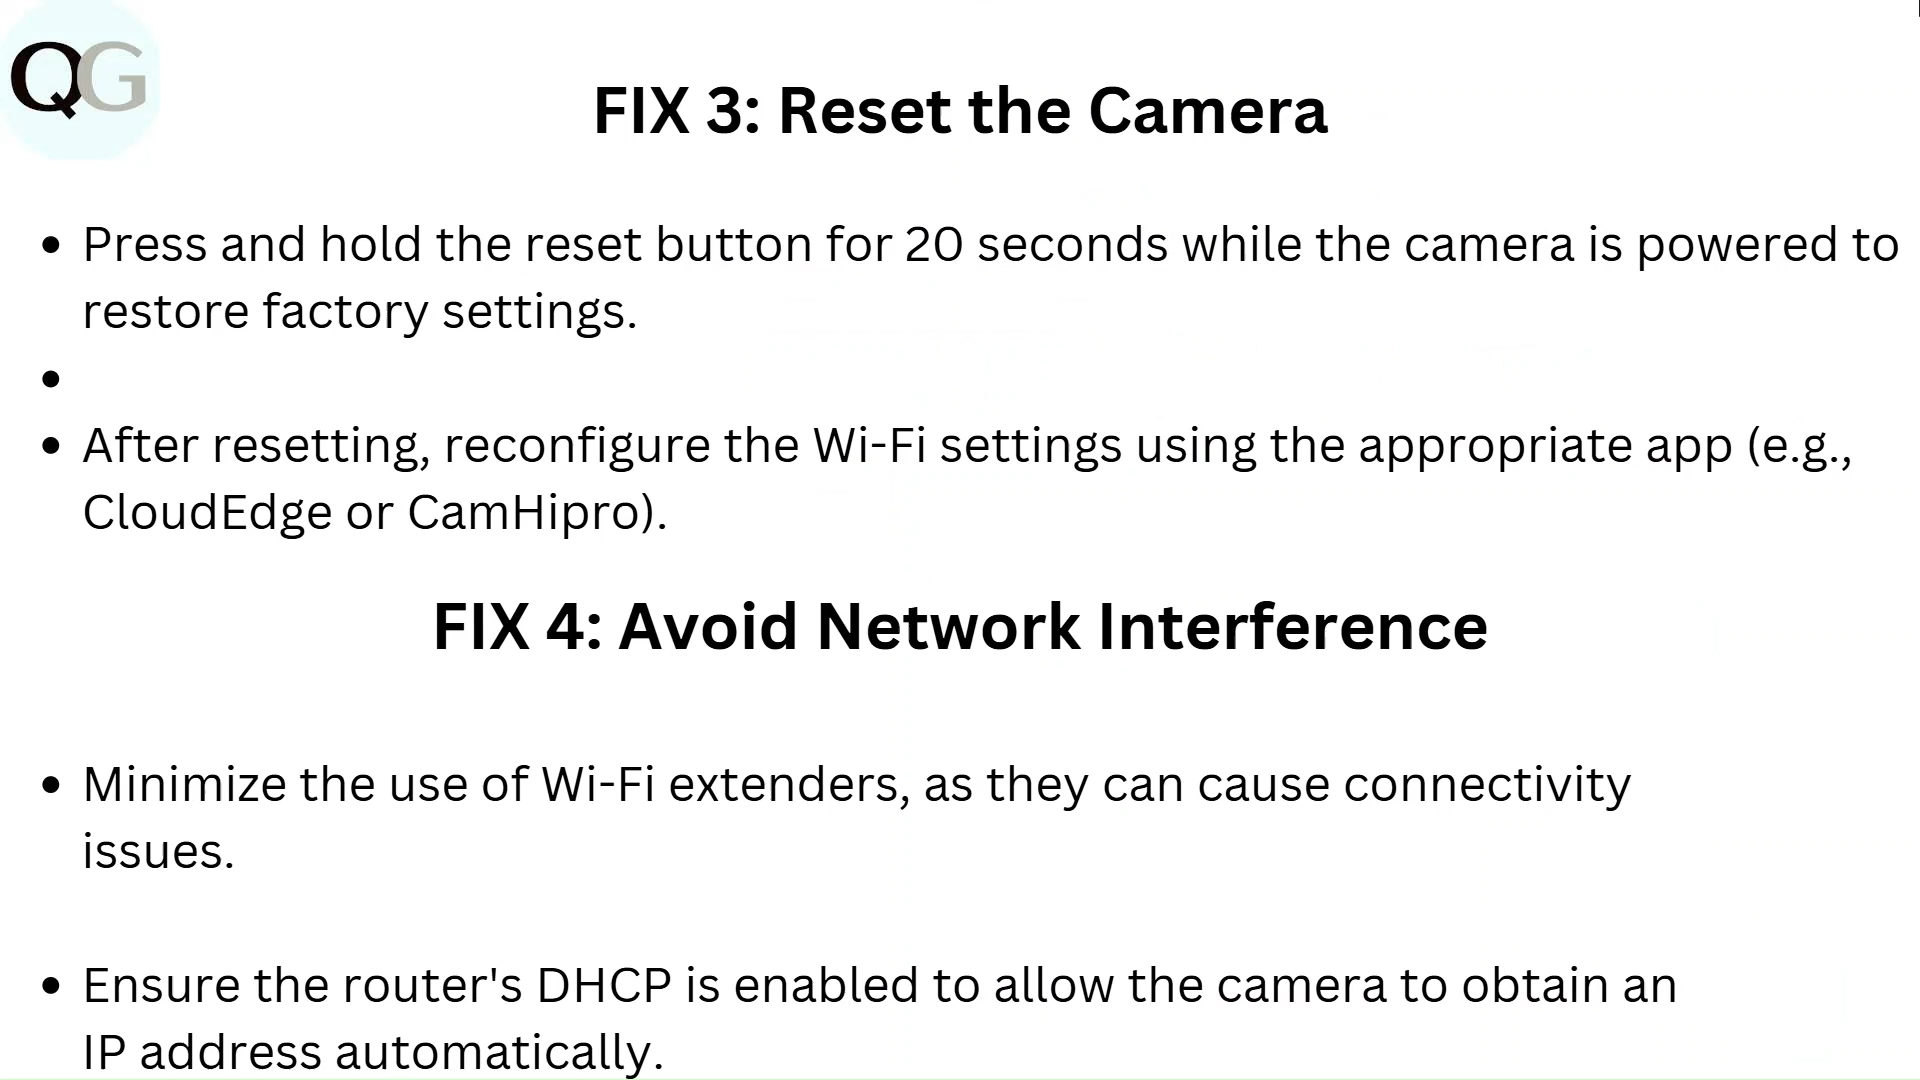 QG
FIX 3: Reset the Camera
• Press and hold the reset button for 20 seconds while the camera is powered to
restore factory settings.
•
• After resetting, reconfigure the Wi-Fi settings using the appropriate app (e.g.,
CloudEdge or CamHipro).
FIX 4: Avoid Network Interference
• Minimize the use of Wi-Fi extenders, as they can cause connectivity
issues.
• Ensure the router's DHCP is enabled to allow the camera to obtain an
IP address automatically.